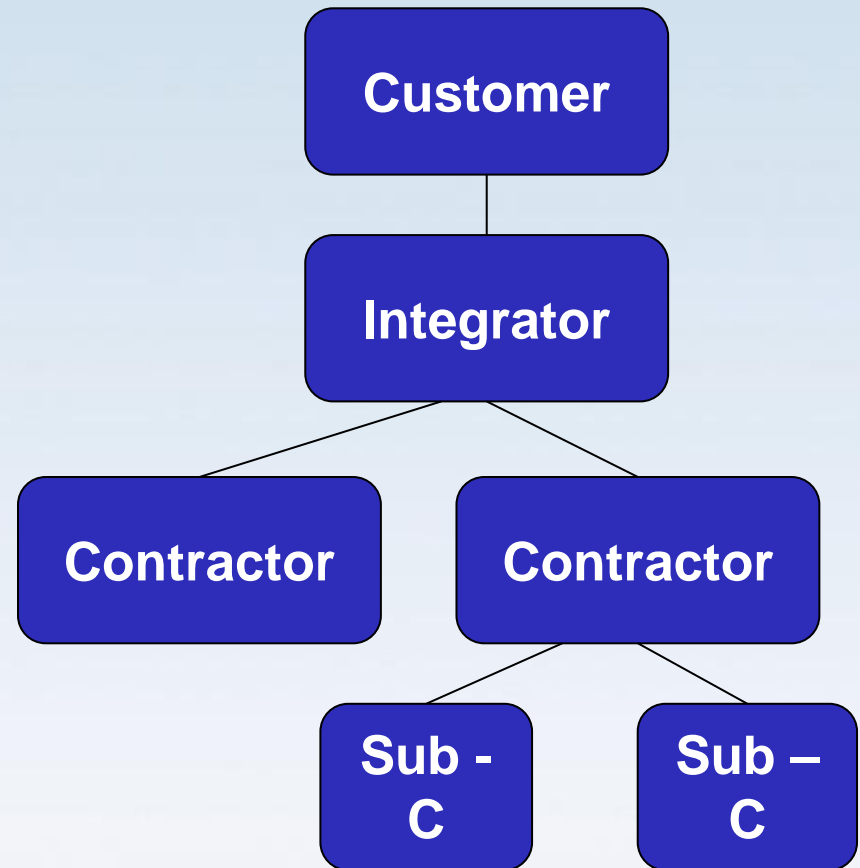 Customer
Integrator
Contractor
Contractor
Sub -
C
Sub –
C